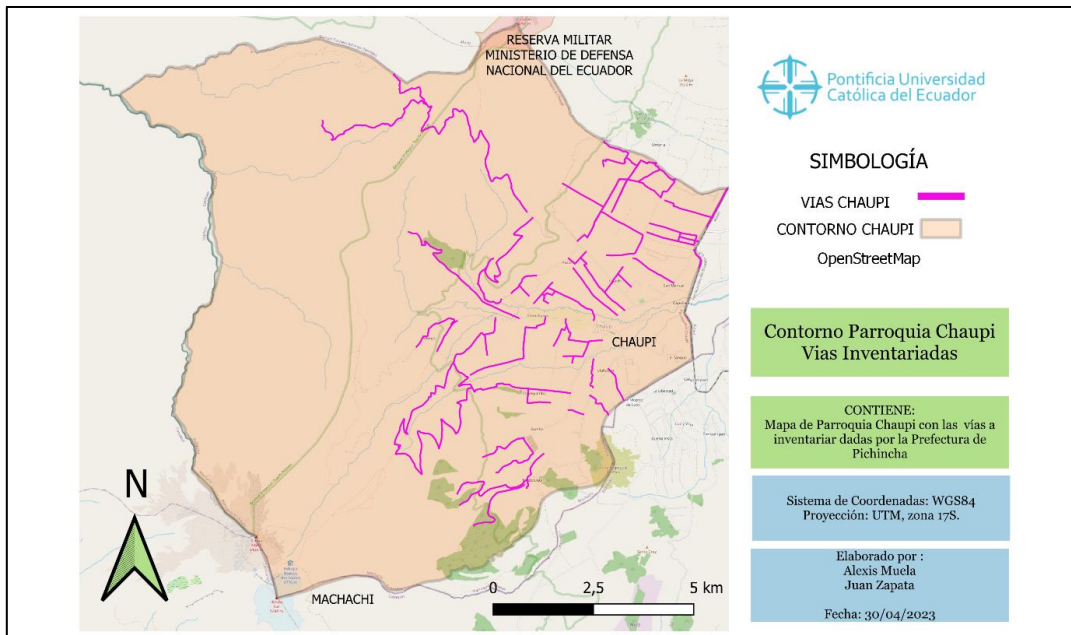 RESERVA MILITAR
MINISTERIO DE DEFENSA
NACIONAL DEL ECUADOR
CHAUPI
MACHACHI
N
0 2,5 5 km
Pontificia Universidad
Católica del Ecuador
SIMBOLOGÍA
VIAS CHAUPI
CONTORNO CHAUPI
OpenStreetMap
Contorno Parroquia Chaupi
Vias Inventariadas
CONTIENE:
Mapa de Parroquia Chaupi con las vías a
inventariar dadas por la Prefectura de
Pichincha
Sistema de Coordenadas: WGS84
Proyección: UTM, zona 17S.
Elaborado por :
Alexis Muela
Juan Zapata
Fecha: 30/04/2023